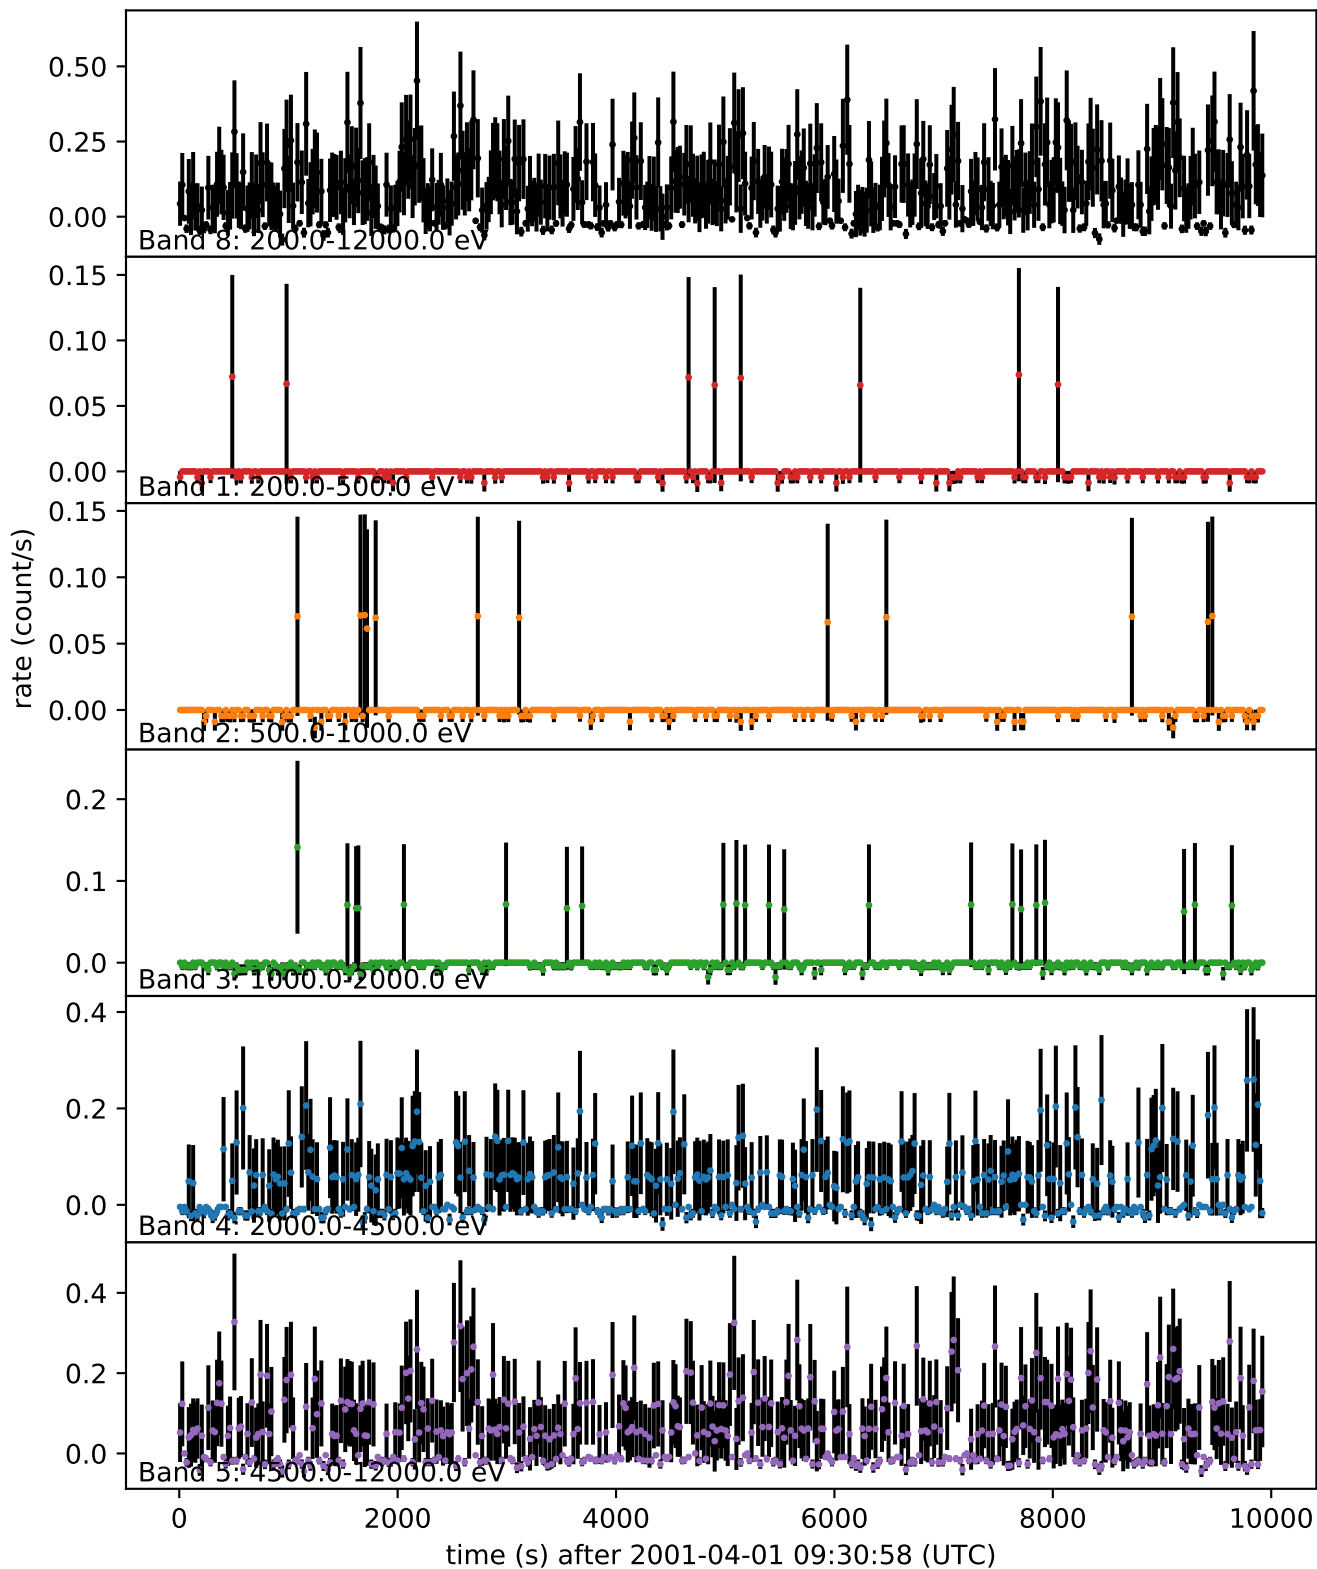 0.50
0.25
0.00
Band 8: 200.0-12000.0 eV
0.15
0.10
0.05
0.00
Band 1: 200.0-500.0 eV
0.15
0.10
0.05
0.00
Band 2: 500.0-1000.0 eV
rate (count/s)
0.2
0.1
0.0
Band 3: 1000.0-2000.0 eV
0.4
0.2
0.0
Band 4: 2000.0-4500.0 eV
0.4
0.2
0.0
Band 5: 4500.0-12000.0 eV
0 2000 4000 6000 8000 10000
time (s) after 2001-04-01 09:30:58 (UTC)